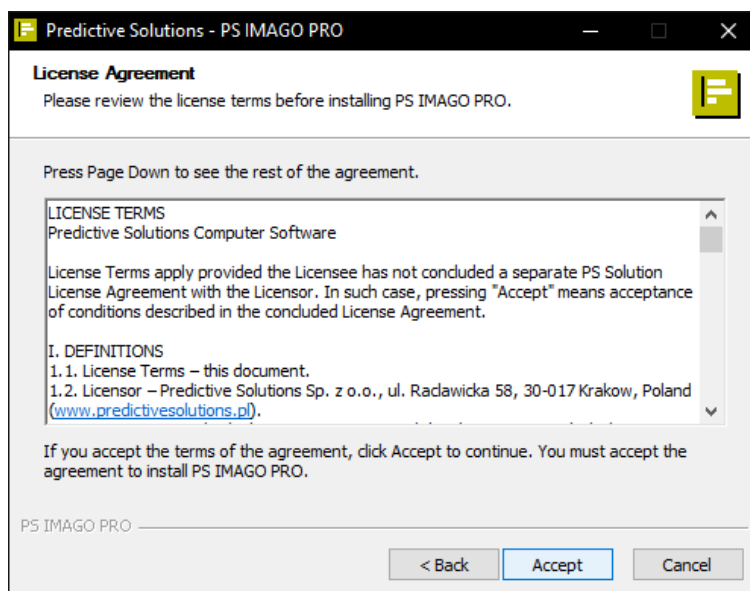 Predictive Solutions - PS IMAGO PRO
License Agreement
Please review the license terms before installing PS IMAGO PRO.
Press Page Down to see the rest of the agreement.
LICENSE TERMS
Predictive Solutions Computer Software
License Terms apply provided the Licensee has not concluded a separate PS Solution
License Agreement with the Licensor. In such case, pressing "Accept" means acceptance
of conditions described in the concluded License Agreement.
I. DEFINITIONS
1.1. License Terms – this document.
1.2. Licensor – Predictive Solutions Sp. z o.o., ul. Raclawicka 58, 30-017 Krakow, Poland
(www.predictivesolutions.pl).
If you accept the terms of the agreement, click Accept to continue. You must accept the
agreement to install PS IMAGO PRO.
PS IMAGO PRO
< Back Accept Cancel